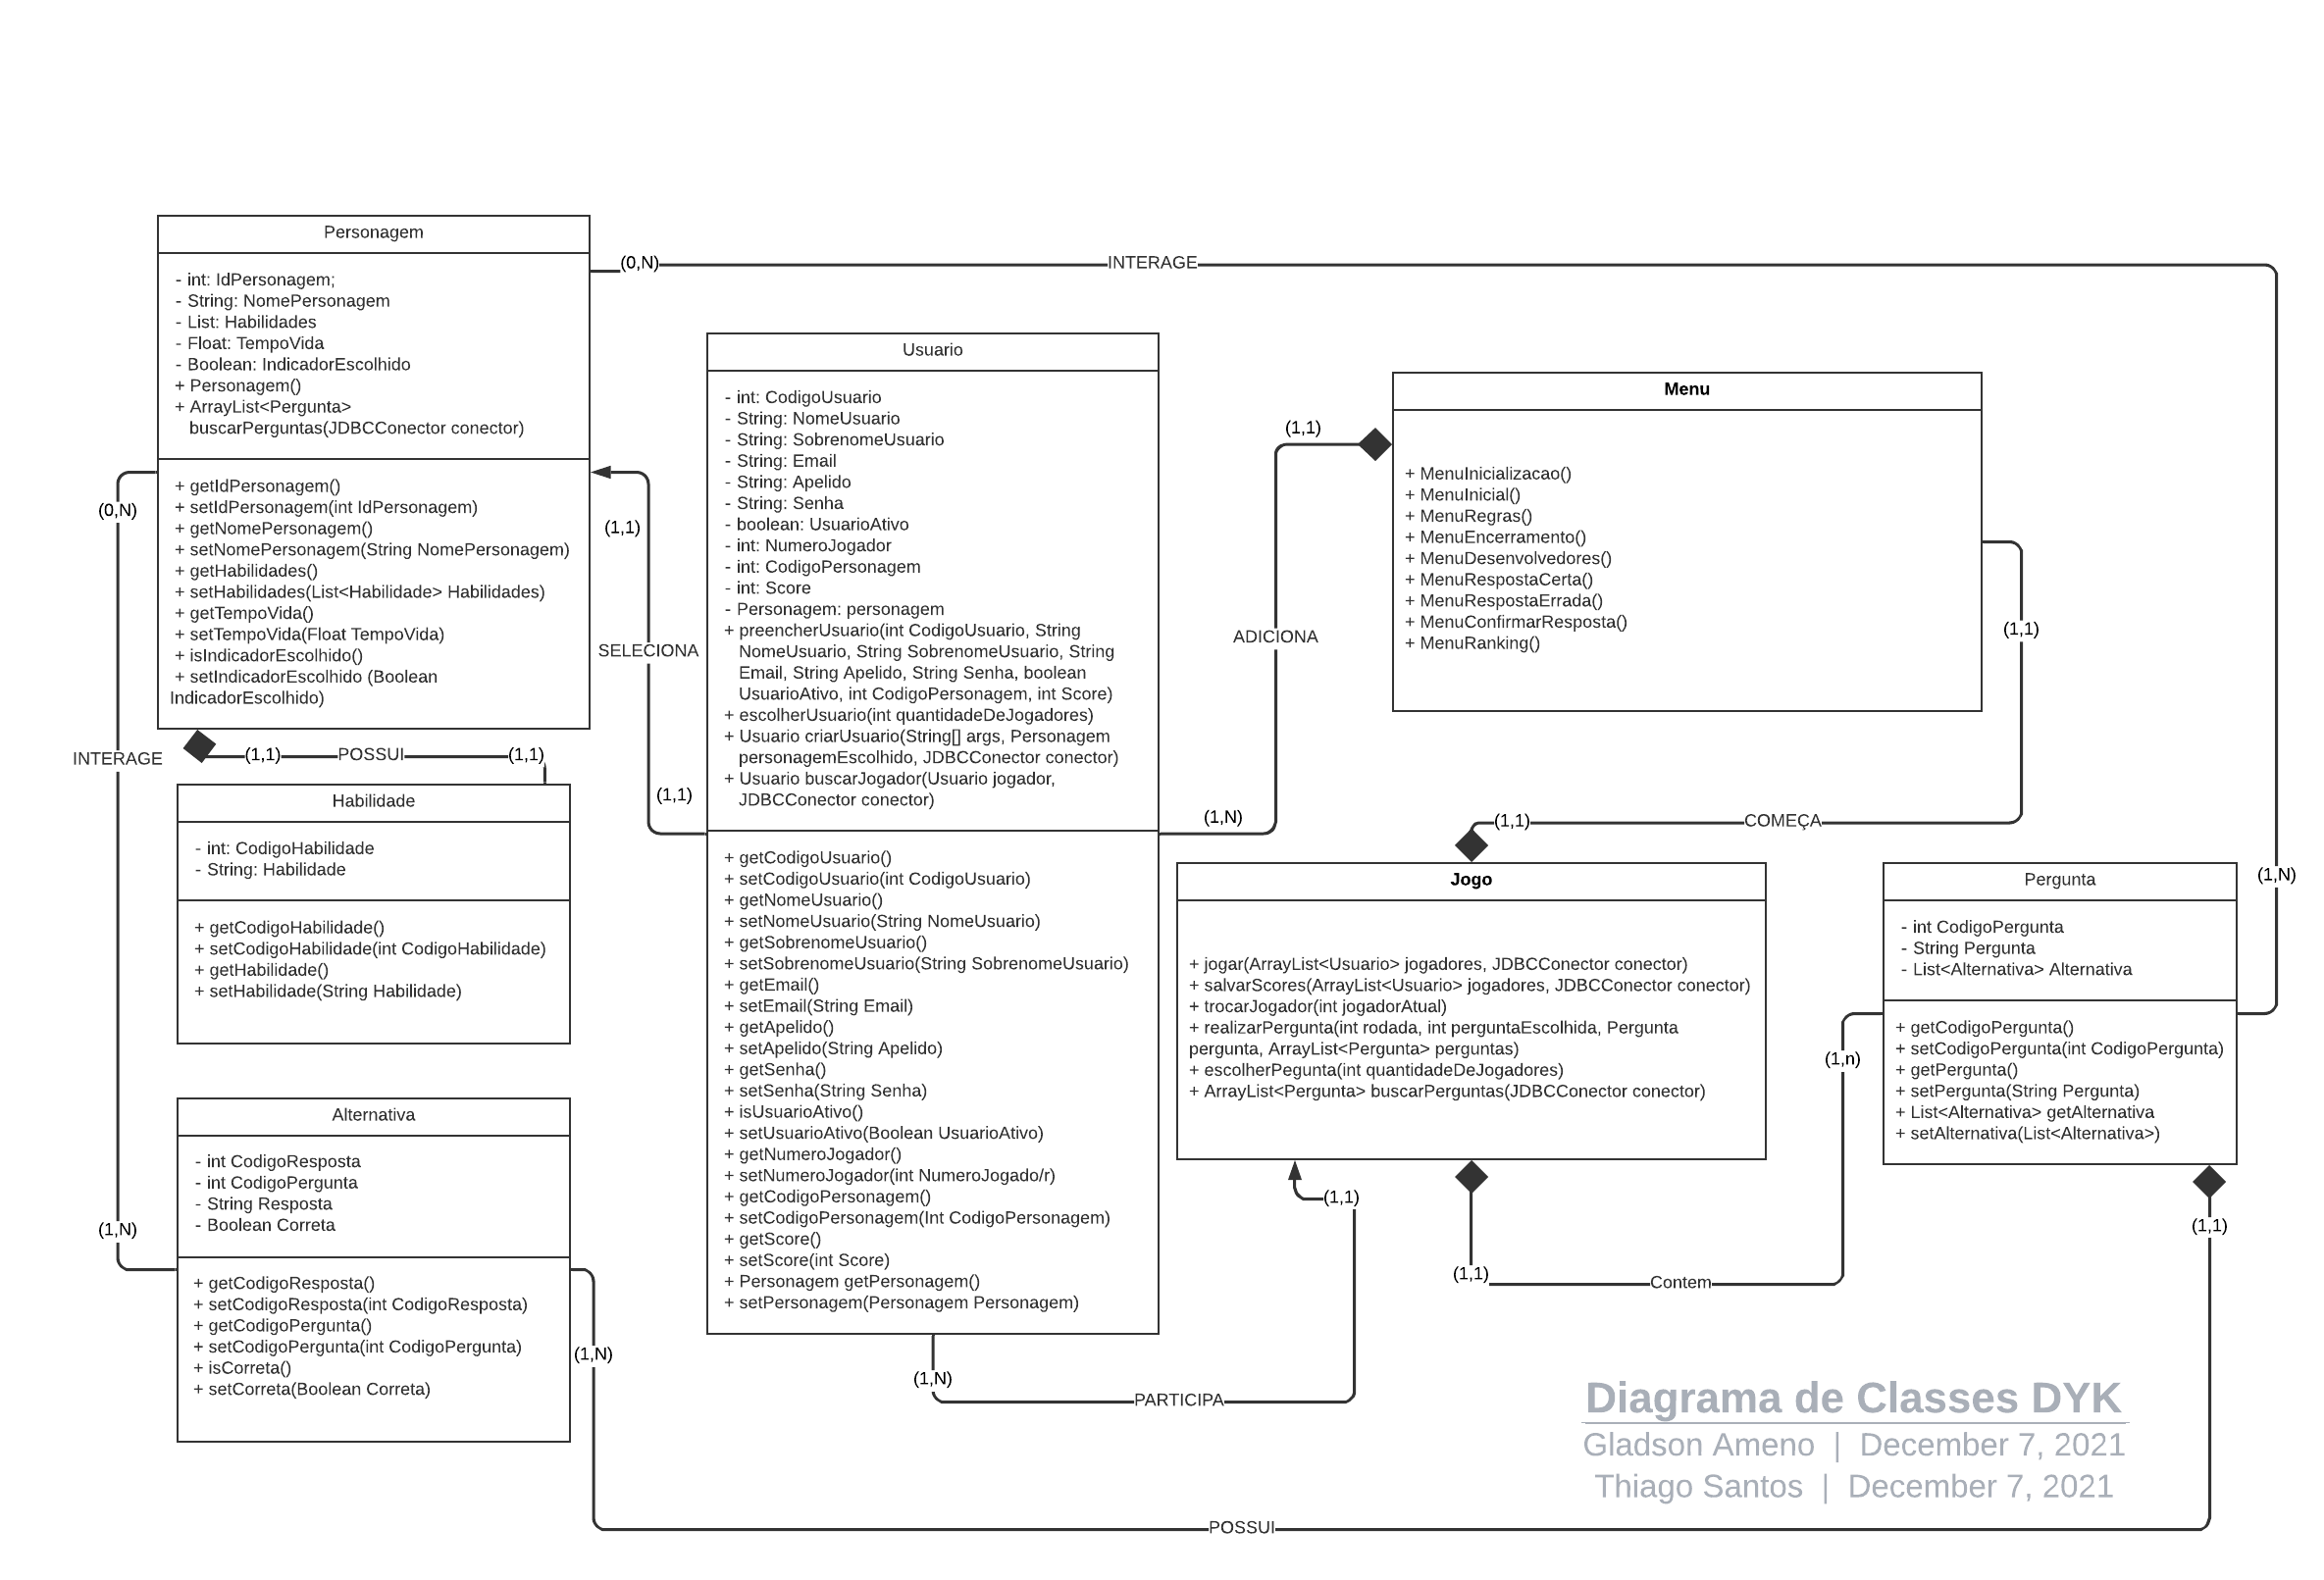 Personagem
- int: IdPersonagem;
- String: NomePersonagem
- List: Habilidades
- Float: TempoVida
- Boolean: IndicadorEscolhido
+ Personagem()
+ ArrayList<Pergunta>
buscarPerguntas(JDBCConector conector)
+ getIdPersonagem()
+ setIdPersonagem(int IdPersonagem)
+ getNomePersonagem()
+ setNomePersonagem(String NomePersonagem)
+ getHabilidades()
+ setHabilidades(List<Habilidade> Habilidades)
+ getTempoVida()
+ setTempoVida(Float TempoVida)
+ isIndicadorEscolhido()
+ setIndicadorEscolhido (Boolean
IndicadorEscolhido)
(0,N)
INTERAGE
(1,N)
(0,N)
INTERAGE
(1,N)
(1,1)
POSSUI
(1,1)
Habilidade
- int: CodigoHabilidade
- String: Habilidade
+ getCodigoHabilidade()
+ setCodigoHabilidade(int CodigoHabilidade)
+ getHabilidade()
+ setHabilidade(String Habilidade)
Alternativa
- int CodigoResposta
- int CodigoPergunta
- String Resposta
- Boolean Correta
+ getCodigoResposta()
+ setCodigoResposta(int CodigoResposta)
+ getCodigoPergunta()
+ setCodigoPergunta(int CodigoPergunta)
+ isCorreta()
+ setCorreta(Boolean Correta)
(1,1)
SELECIONA
(1,1)
Usuario
- int: CodigoUsuario
- String: NomeUsuario
- String: SobrenomeUsuario
- String: Email
- String: Apelido
- String: Senha
- boolean: UsuarioAtivo
- int: NumeroJogador
- int: CodigoPersonagem
- int: Score
- Personagem: personagem
+ preencherUsuario(int CodigoUsuario, String
NomeUsuario, String SobrenomeUsuario, String
Email, String Apelido, String Senha, boolean
UsuarioAtivo, int CodigoPersonagem, int Score)
+ escolherUsuario(int quantidadeDeJogadores)
+ Usuario criarUsuario(String[] args, Personagem
personagemEscolhido, JDBCConector conector)
+ Usuario buscarJogador(Usuario jogador,
JDBCConector conector)
+ getCodigoUsuario()
+ setCodigoUsuario(int CodigoUsuario)
+ getNomeUsuario()
+ setNomeUsuario(String NomeUsuario)
+ getSobrenomeUsuario()
+ setSobrenomeUsuario(String SobrenomeUsuario)
+ getEmail()
+ setEmail(String Email)
+ getApelido()
+ setApelido(String Apelido)
+ getSenha()
+ setSenha(String Senha)
+ isUsuarioAtivo()
+ setUsuarioAtivo(Boolean UsuarioAtivo)
+ getNumeroJogador()
+ setNumeroJogador(int NumeroJogado/r)
+ getCodigoPersonagem()
+ setCodigoPersonagem(Int CodigoPersonagem)
+ getScore()
+ setScore(int Score)
+ Personagem getPersonagem()
+ setPersonagem(Personagem Personagem)
(1,1)
ADICIONA
(1,N)
Menu
+ MenuInicializacao()
+ MenuInicial()
+ MenuRegras()
+ MenuEncerramento()
+ MenuDesenvolvedores()
+ MenuRespostaCerta()
+ MenuRespostaErrada()
+ MenuConfirmarResposta()
+ MenuRanking()
(1,1)
(1,1)
COMEÇA
Jogo
+ jogar(ArrayList<Usuario> jogadores, JDBCConector conector)
+ salvarScores(ArrayList<Usuario> jogadores, JDBCConector conector)
+ trocarJogador(int jogadorAtual)
+ realizarPergunta(int rodada, int perguntaEscolhida, Pergunta
pergunta, ArrayList<Pergunta> perguntas)
+ escolherPegunta(int quantidadeDeJogadores)
+ ArrayList<Pergunta> buscarPerguntas(JDBCConector conector)
Pergunta
- int CodigoPergunta
- String Pergunta
- List<Alternativa> Alternativa
+ getCodigoPergunta()
+ setCodigoPergunta(int CodigoPergunta)
+ getPergunta()
+ setPergunta(String Pergunta)
+ List<Alternativa> getAlternativa
+ setAlternativa(List<Alternativa>)
(1,n)
(1,1)
Contem
(1,1)
(1,N)
PARTICIPA
(1,1)
(1,N)
POSSUI
Diagrama de Classes DYK
Gladson Ameno | December 7, 2021
Thiago Santos | December 7, 2021